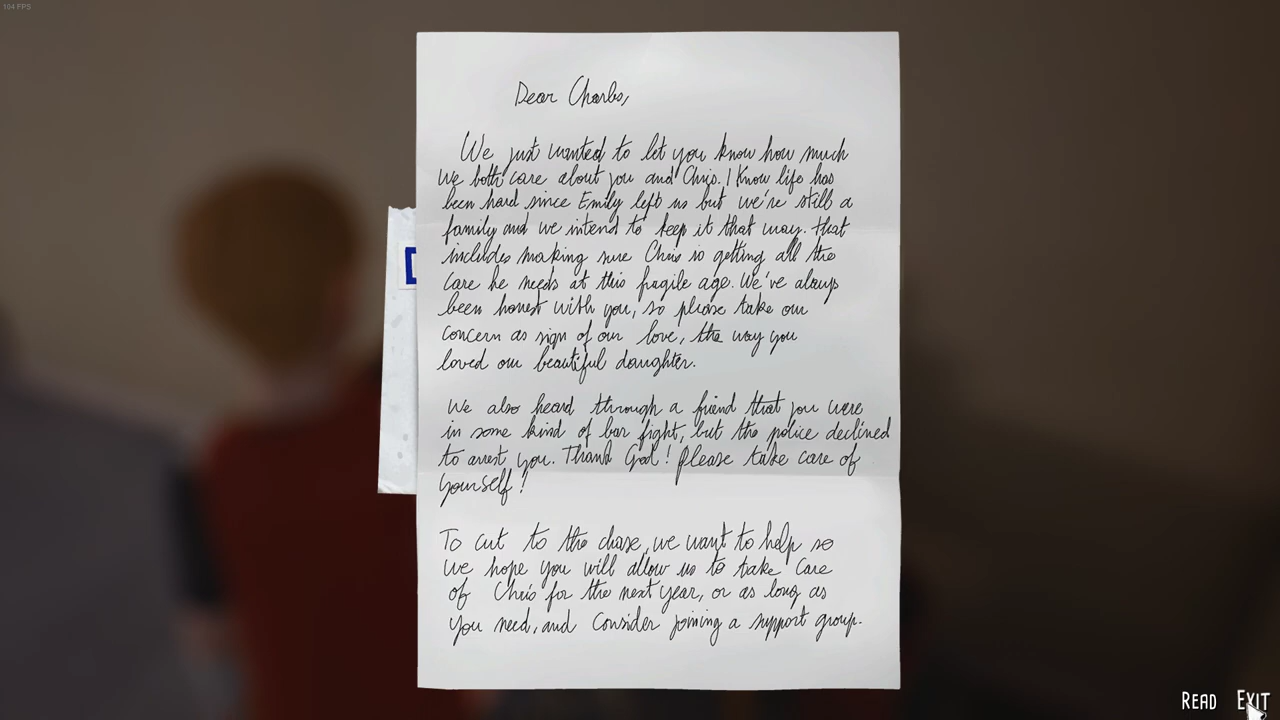 104 FPS
Dear Charles,
We just wanted to let you know how much
we both care about you and Chris. I know life has
been hard since Emily left us but we're still a
family and we intend to keep it that way. That
includes making sure Chris is getting all the
care he needs at this fragile age. We've always
been honest with you, so please take our
concern as sign of our love, the way you
loved our beautiful daughter.
We also heard through a friend that you were
in some kind of bar fight, but the police declined
to arrest you. Thank God! please take care of
yourself!
To cut to the chase, we want to help so
we hope you will allow us to take care
of Chris for the next year, or as long as
you need, and consider joining a support group.
READ EXIT